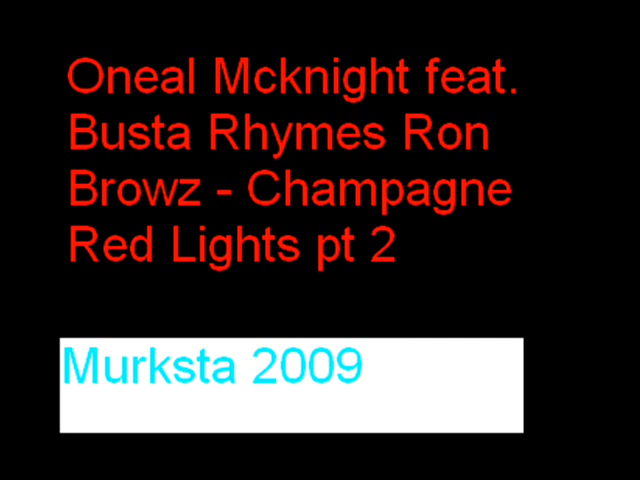 Oneal Mcknight feat.
Busta Rhymes Ron
Browz - Champagne
Red Lights pt 2
Murksta 2009